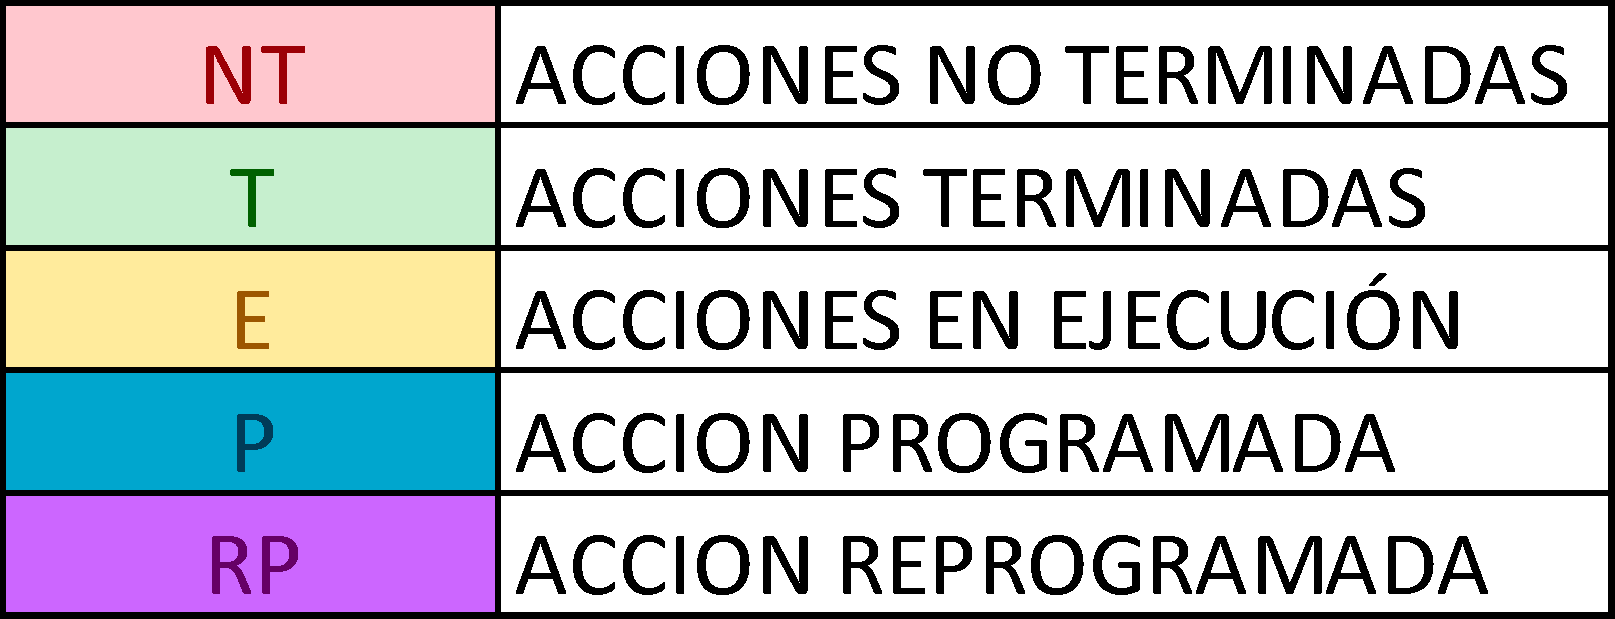 NT ACCIONES NO TERMINADAS
T ACCIONES TERMINADAS
E ACCIONES EN EJECUCIÓN
P ACCION PROGRAMADA
RP ACCION REPROGRAMADA